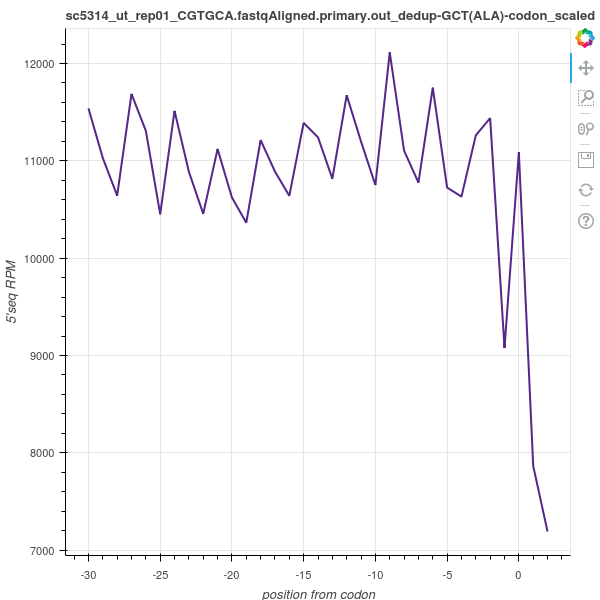 sc5314_ut_rep01_CGTGCA.fastqAligned.primary.out_dedup-GCT(ALA)-codon_scaled
12000
11000
10000
9000
8000
7000
5'seq RPM
-30 -25 -20 -15 -10 -5 0
position from codon